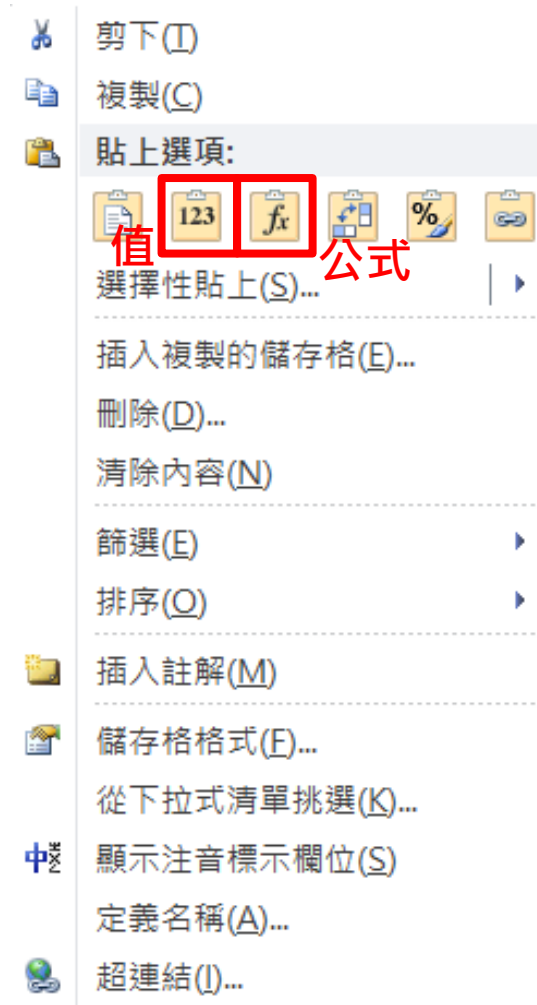 剪下(T)
複製(C)
貼上選項:
123 fx %
值 公式
選擇性貼上(S)...
插入複製的儲存格(E)...
刪除(D)...
清除內容(N)
篩選(E)
排序(O)
插入註解(M)
儲存格格式(F)...
從下拉式清單挑選(K)...
中 顯示注音標示欄位(S)
定義名稱(A)...
超連結(I)...